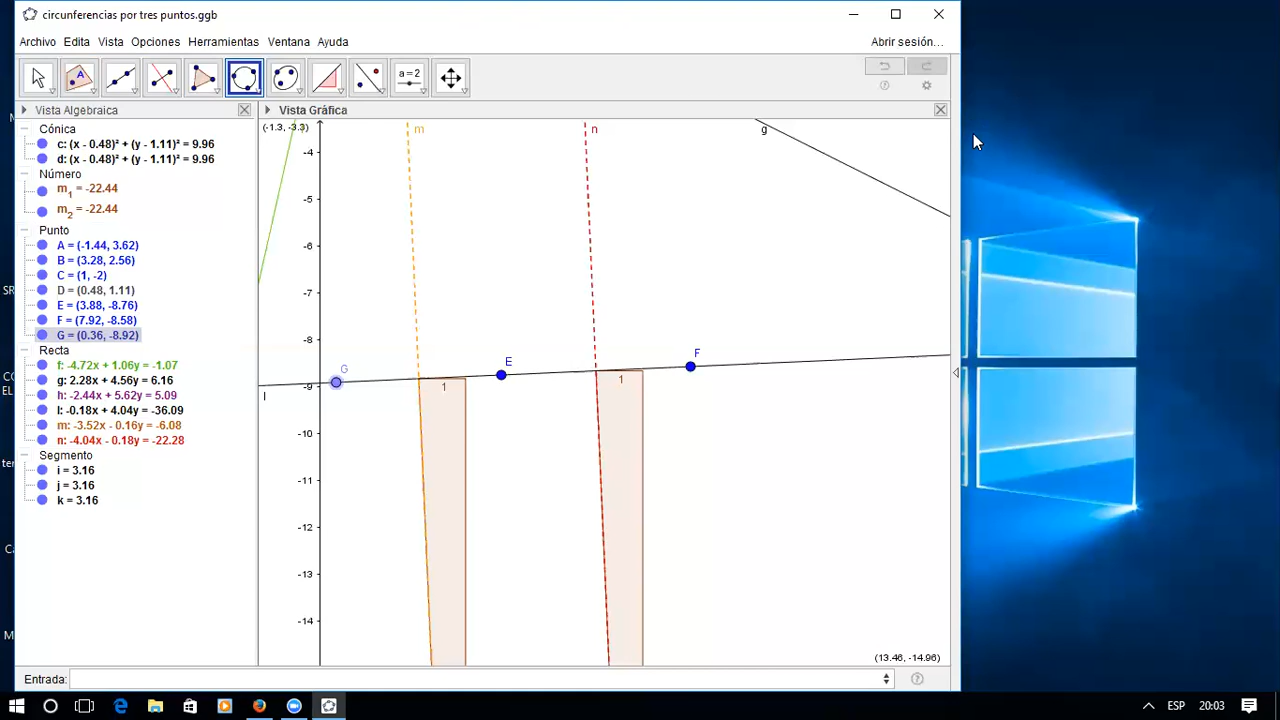 circunferencias por tres puntos.ggb
Archivo Edita Vista Opciones Herramientas Ventana Ayuda
Abrir sesión...
A
a=2
Vista Algebraica
Vista Gráfica
Cónica
c: (x - 0.48)² + (y - 1.11)² = 9.96
d: (x - 0.48)² + (y - 1.11)² = 9.96
Número
m1 = -22.44
m2 = -22.44
Punto
A = (-1.44, 3.62)
B = (3.28, 2.56)
C = (1, -2)
D = (0.48, 1.11)
E = (3.88, -8.76)
F = (7.92, -8.58)
G = (0.36, -8.92)
Recta
f: -4.72x + 1.06y = -1.07
g: 2.28x + 4.56y = 6.16
h: -2.44x + 5.62y = 5.09
l: -0.18x + 4.04y = -36.09
m: -3.52x - 0.16y = -6.08
n: -4.04x - 0.18y = -22.28
Segmento
i = 3.16
j = 3.16
k = 3.16
(-1.3, -3.3)
m
n
g
-4
-5
-6
-7
-8
-9
-10
-11
-12
-13
-14
G
E
F
l
1
1
(13.46, -14.96)
Entrada:
ESP 20:03